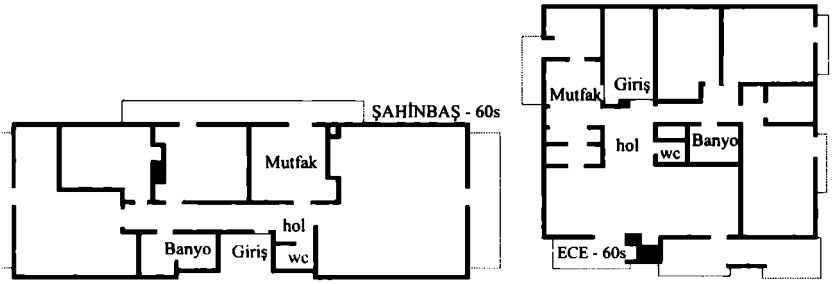 ŞAHİNBAŞ - 60s
Mutfak
hol
Banyo
Giriş
wc
Giriş
Mutfak
hol
wc
Banyo
ECE - 60s